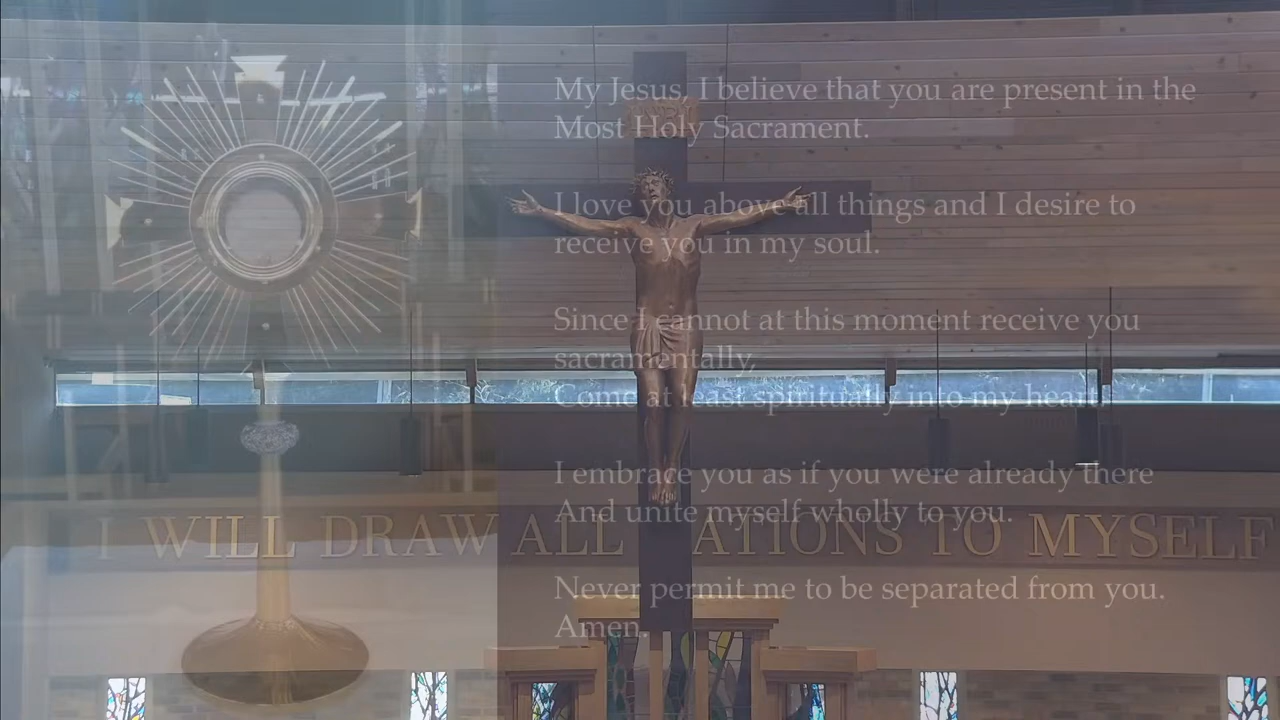 My Jesus, I believe that you are present in the
Most Holy Sacrament.
I love You above all things and I desire to
receive you in my soul.
Since I cannot at this moment receive you
sacramentally,
Come at least spiritually into my heart.
I embrace you as if you were already there
And unite myself wholly to you.
I WILL DRAW ALL ATIONS TO MYSELF
Never permit me to be separated from you.
Amen.